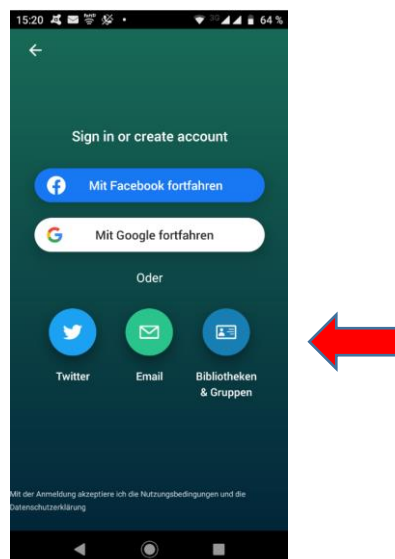 15:20 3G 64 %
Sign in or create account
Mit Facebook fortfahren
Mit Google fortfahren
Oder
Twitter Email Bibliotheken
& Gruppen
Mit der Anmeldung akzeptiere ich die Nutzungsbedingungen und die
Datenschutzerklärung